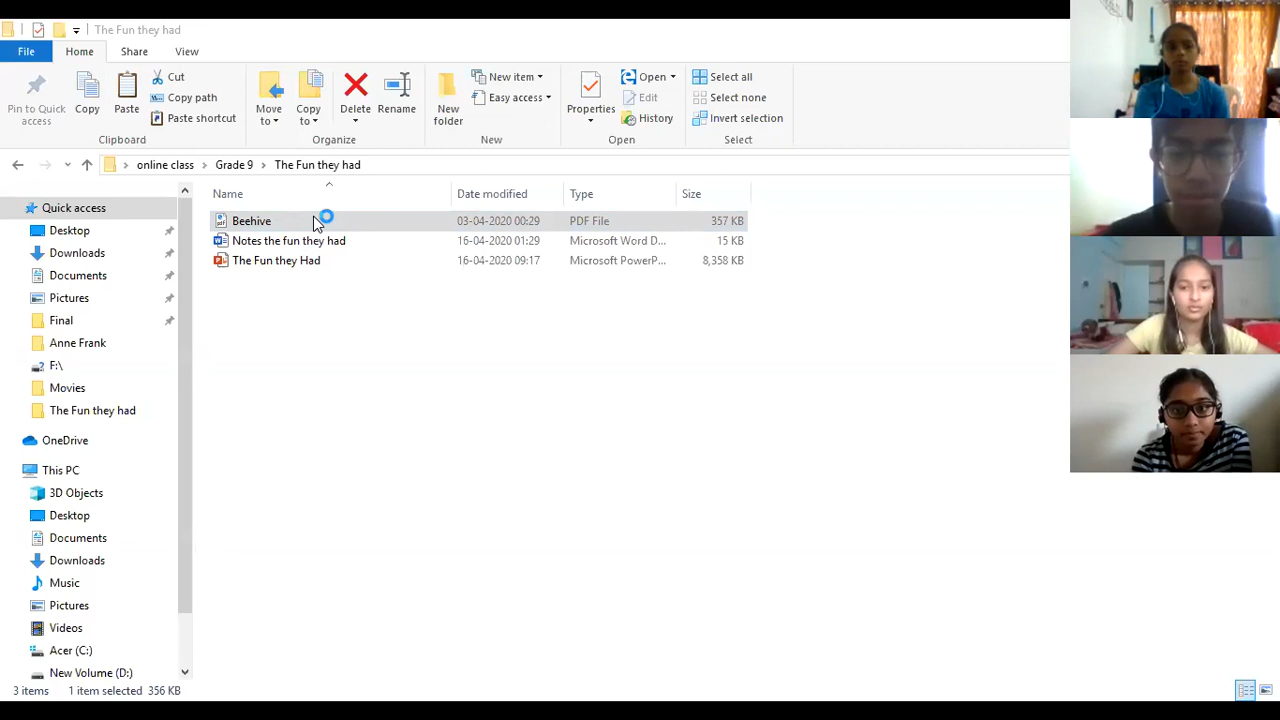 The Fun they had
File Home Share View
Pin to Quick access
Copy
Paste
Cut
Copy path
Paste shortcut
Clipboard
Move to
Copy to
Delete
Rename
Organize
New folder
New item
Easy access
New
Properties
Open
Edit
History
Open
Select all
Select none
Invert selection
Select
online class Grade 9 The Fun they had
Name Date modified Type Size
Beehive 03-04-2020 00:29 PDF File 357 KB
Notes the fun they had 16-04-2020 01:29 Microsoft Word D... 15 KB
The Fun they Had 16-04-2020 09:17 Microsoft PowerP... 8,358 KB
Quick access
Desktop
Downloads
Documents
Pictures
Final
Anne Frank
F:\
Movies
The Fun they had
OneDrive
This PC
3D Objects
Desktop
Documents
Downloads
Music
Pictures
Videos
Acer (C:)
New Volume (D:)
3 items 1 item selected 356 KB